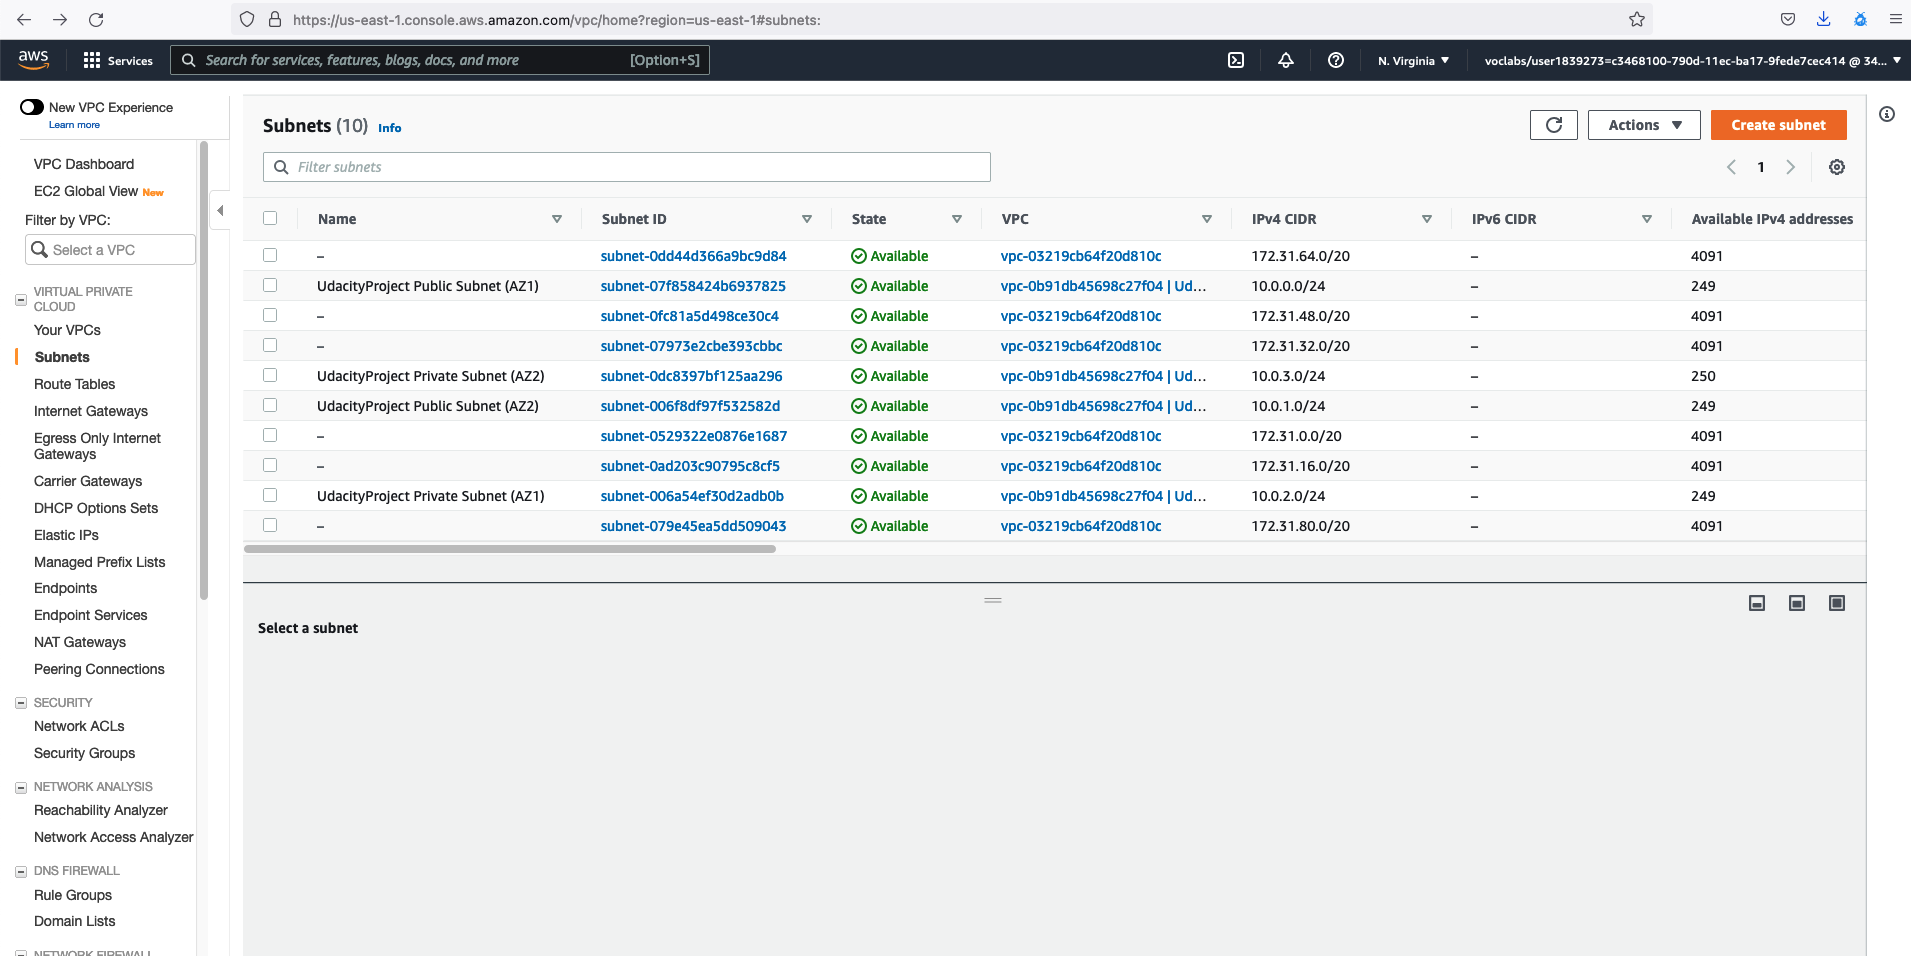 https://us-east-1.console.aws.amazon.com/vpc/home?region=us-east-1#subnets:
aws Services Search for services, features, blogs, docs, and more [Option+S] N. Virginia voclabs/user1839273=c3468100-790d-11ec-ba17-9fede7cec414 @ 34...
New VPC Experience
Learn more
VPC Dashboard
EC2 Global View New
Filter by VPC:
Select a VPC
VIRTUAL PRIVATE
CLOUD
Your VPCs
Subnets
Route Tables
Internet Gateways
Egress Only Internet
Gateways
Carrier Gateways
DHCP Options Sets
Elastic IPs
Managed Prefix Lists
Endpoints
Endpoint Services
NAT Gateways
Peering Connections
SECURITY
Network ACLs
Security Groups
NETWORK ANALYSIS
Reachability Analyzer
Network Access Analyzer
DNS FIREWALL
Rule Groups
Domain Lists
NETWORK FIREWALL
Subnets (10) Info Actions Create subnet
Filter subnets 1
Name Subnet ID State VPC IPv4 CIDR IPv6 CIDR Available IPv4 addresses
– subnet-0dd44d366a9bc9d84 Available vpc-03219cb64f20d810c 172.31.64.0/20 – 4091
UdacityProject Public Subnet (AZ1) subnet-07f858424b6937825 Available vpc-0b91db45698c27f04 | Ud... 10.0.0.0/24 – 249
– subnet-0fc81a5d498ce30c4 Available vpc-03219cb64f20d810c 172.31.48.0/20 – 4091
– subnet-07973e2cbe393cbbc Available vpc-03219cb64f20d810c 172.31.32.0/20 – 4091
UdacityProject Private Subnet (AZ2) subnet-0dc8397bf125aa296 Available vpc-0b91db45698c27f04 | Ud... 10.0.3.0/24 – 250
UdacityProject Public Subnet (AZ2) subnet-006f8df97f532582d Available vpc-0b91db45698c27f04 | Ud... 10.0.1.0/24 – 249
– subnet-0529322e0876e1687 Available vpc-03219cb64f20d810c 172.31.0.0/20 – 4091
– subnet-0ad203c90795c8cf5 Available vpc-03219cb64f20d810c 172.31.16.0/20 – 4091
UdacityProject Private Subnet (AZ1) subnet-006a54ef30d2adb0b Available vpc-0b91db45698c27f04 | Ud... 10.0.2.0/24 – 249
– subnet-079e45ea5dd509043 Available vpc-03219cb64f20d810c 172.31.80.0/20 – 4091
Select a subnet